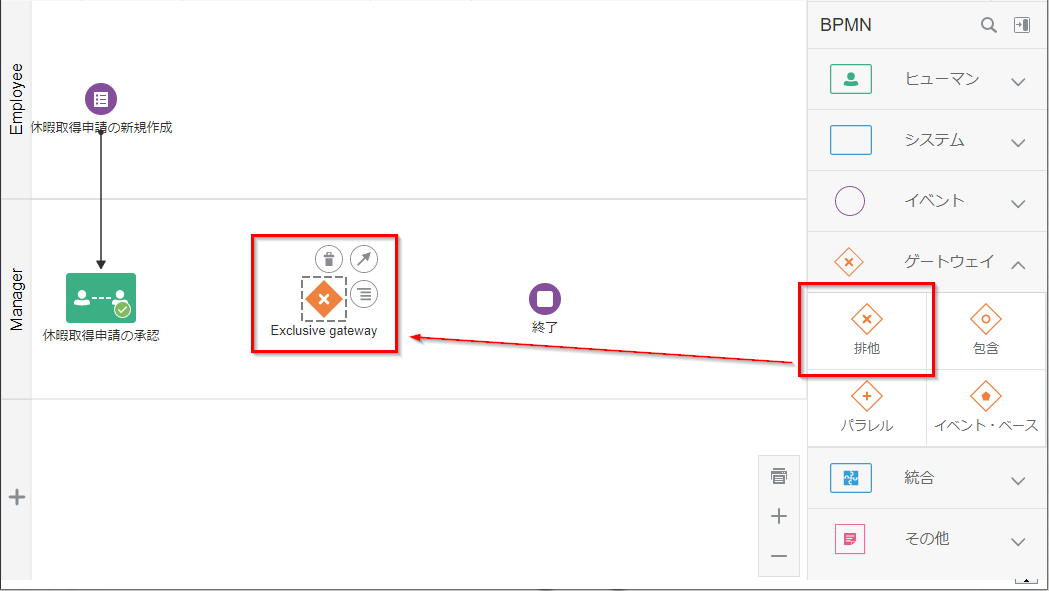 Employee
休暇取得申請の新規作成
Manager
休暇取得申請の承認
Exclusive gateway
終了
BPMN
ヒューマン
システム
イベント
ゲートウェイ
排他
包含
パラレル
イベント・ベース
統合
その他